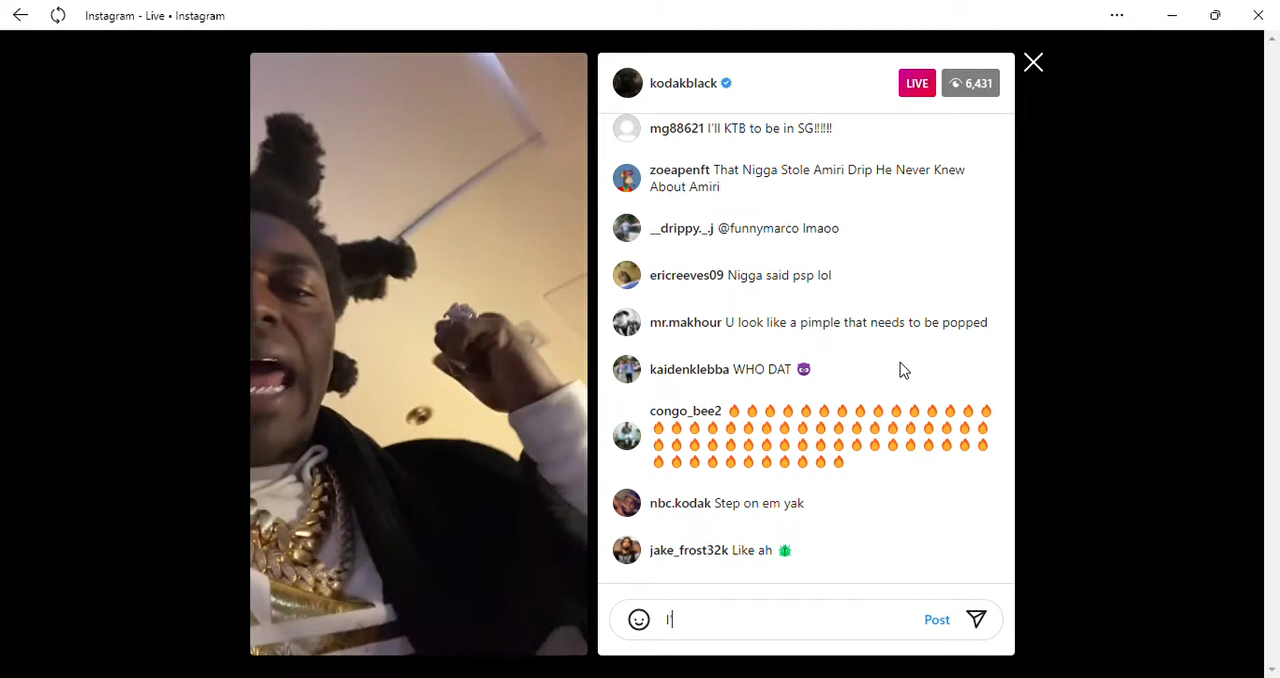 Instagram - Live • Instagram
kodakblack
LIVE
6,431
mg88621 I'll KTB to be in SG!!!!!!
zoeapenft That Nigga Stole Amiri Drip He Never Knew
About Amiri
__drippy._.j @funnymarco lmaoo
ericreeves09 Nigga said psp lol
mr.makhour U look like a pimple that needs to be popped
kaidenklebba WHO DAT 😈
congo_bee2 🔥🔥🔥🔥🔥🔥🔥🔥🔥🔥🔥🔥🔥🔥🔥
🔥🔥🔥🔥🔥🔥🔥🔥🔥🔥🔥🔥🔥🔥🔥🔥🔥🔥🔥
🔥🔥🔥🔥🔥🔥🔥🔥🔥🔥🔥🔥🔥🔥🔥🔥🔥🔥🔥
🔥🔥🔥🔥🔥🔥🔥🔥🔥🔥🔥
nbc.kodak Step on em yak
jake_frost32k Like ah 🪲
I'
Post